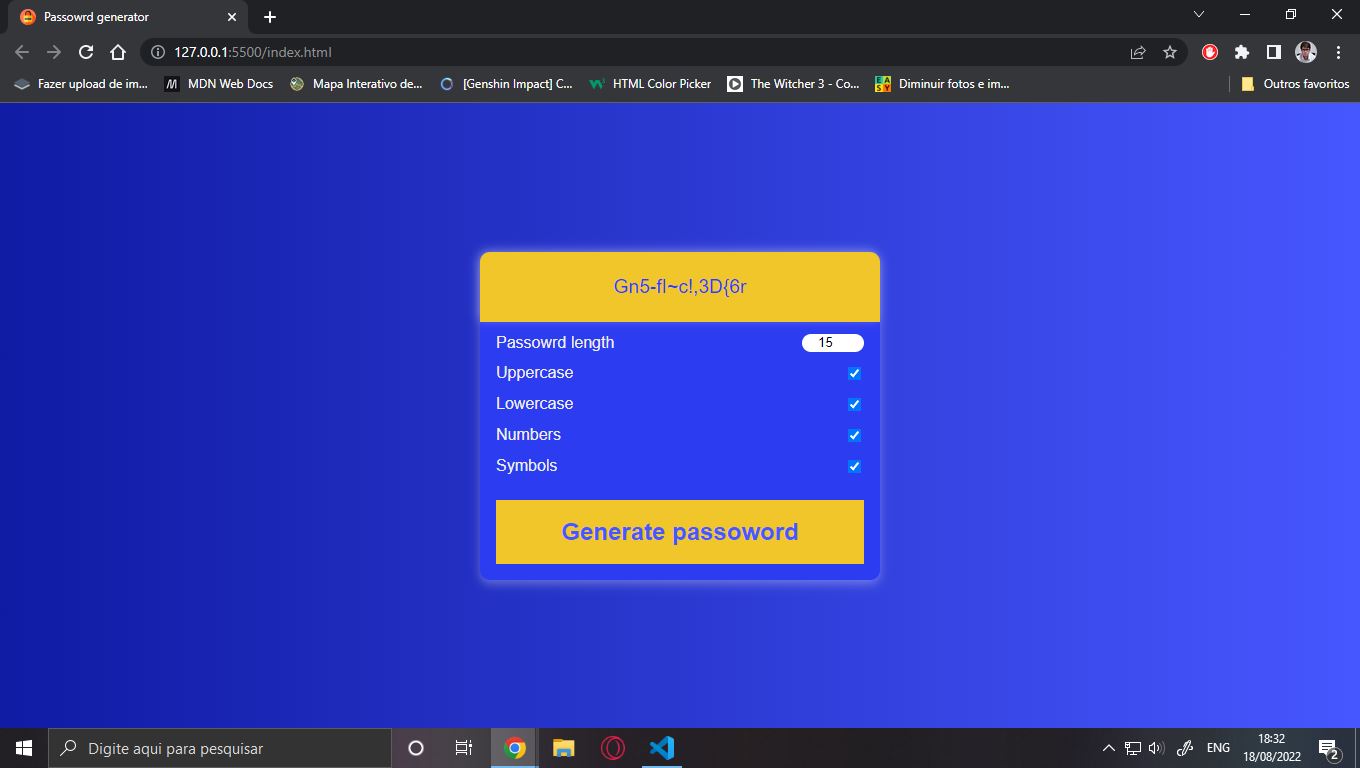 Passowrd generator
127.0.0.1:5500/index.html
Fazer upload de im... MDN Web Docs Mapa Interativo de... [Genshin Impact] C... HTML Color Picker The Witcher 3 - Co... EASY Diminuir fotos e im... Outros favoritos
Gn5-fl~c!,3D{6r
Passowrd length 15
Uppercase
Lowercase
Numbers
Symbols
Generate passoword
Digite aqui para pesquisar ENG 18:32
18/08/2022 2